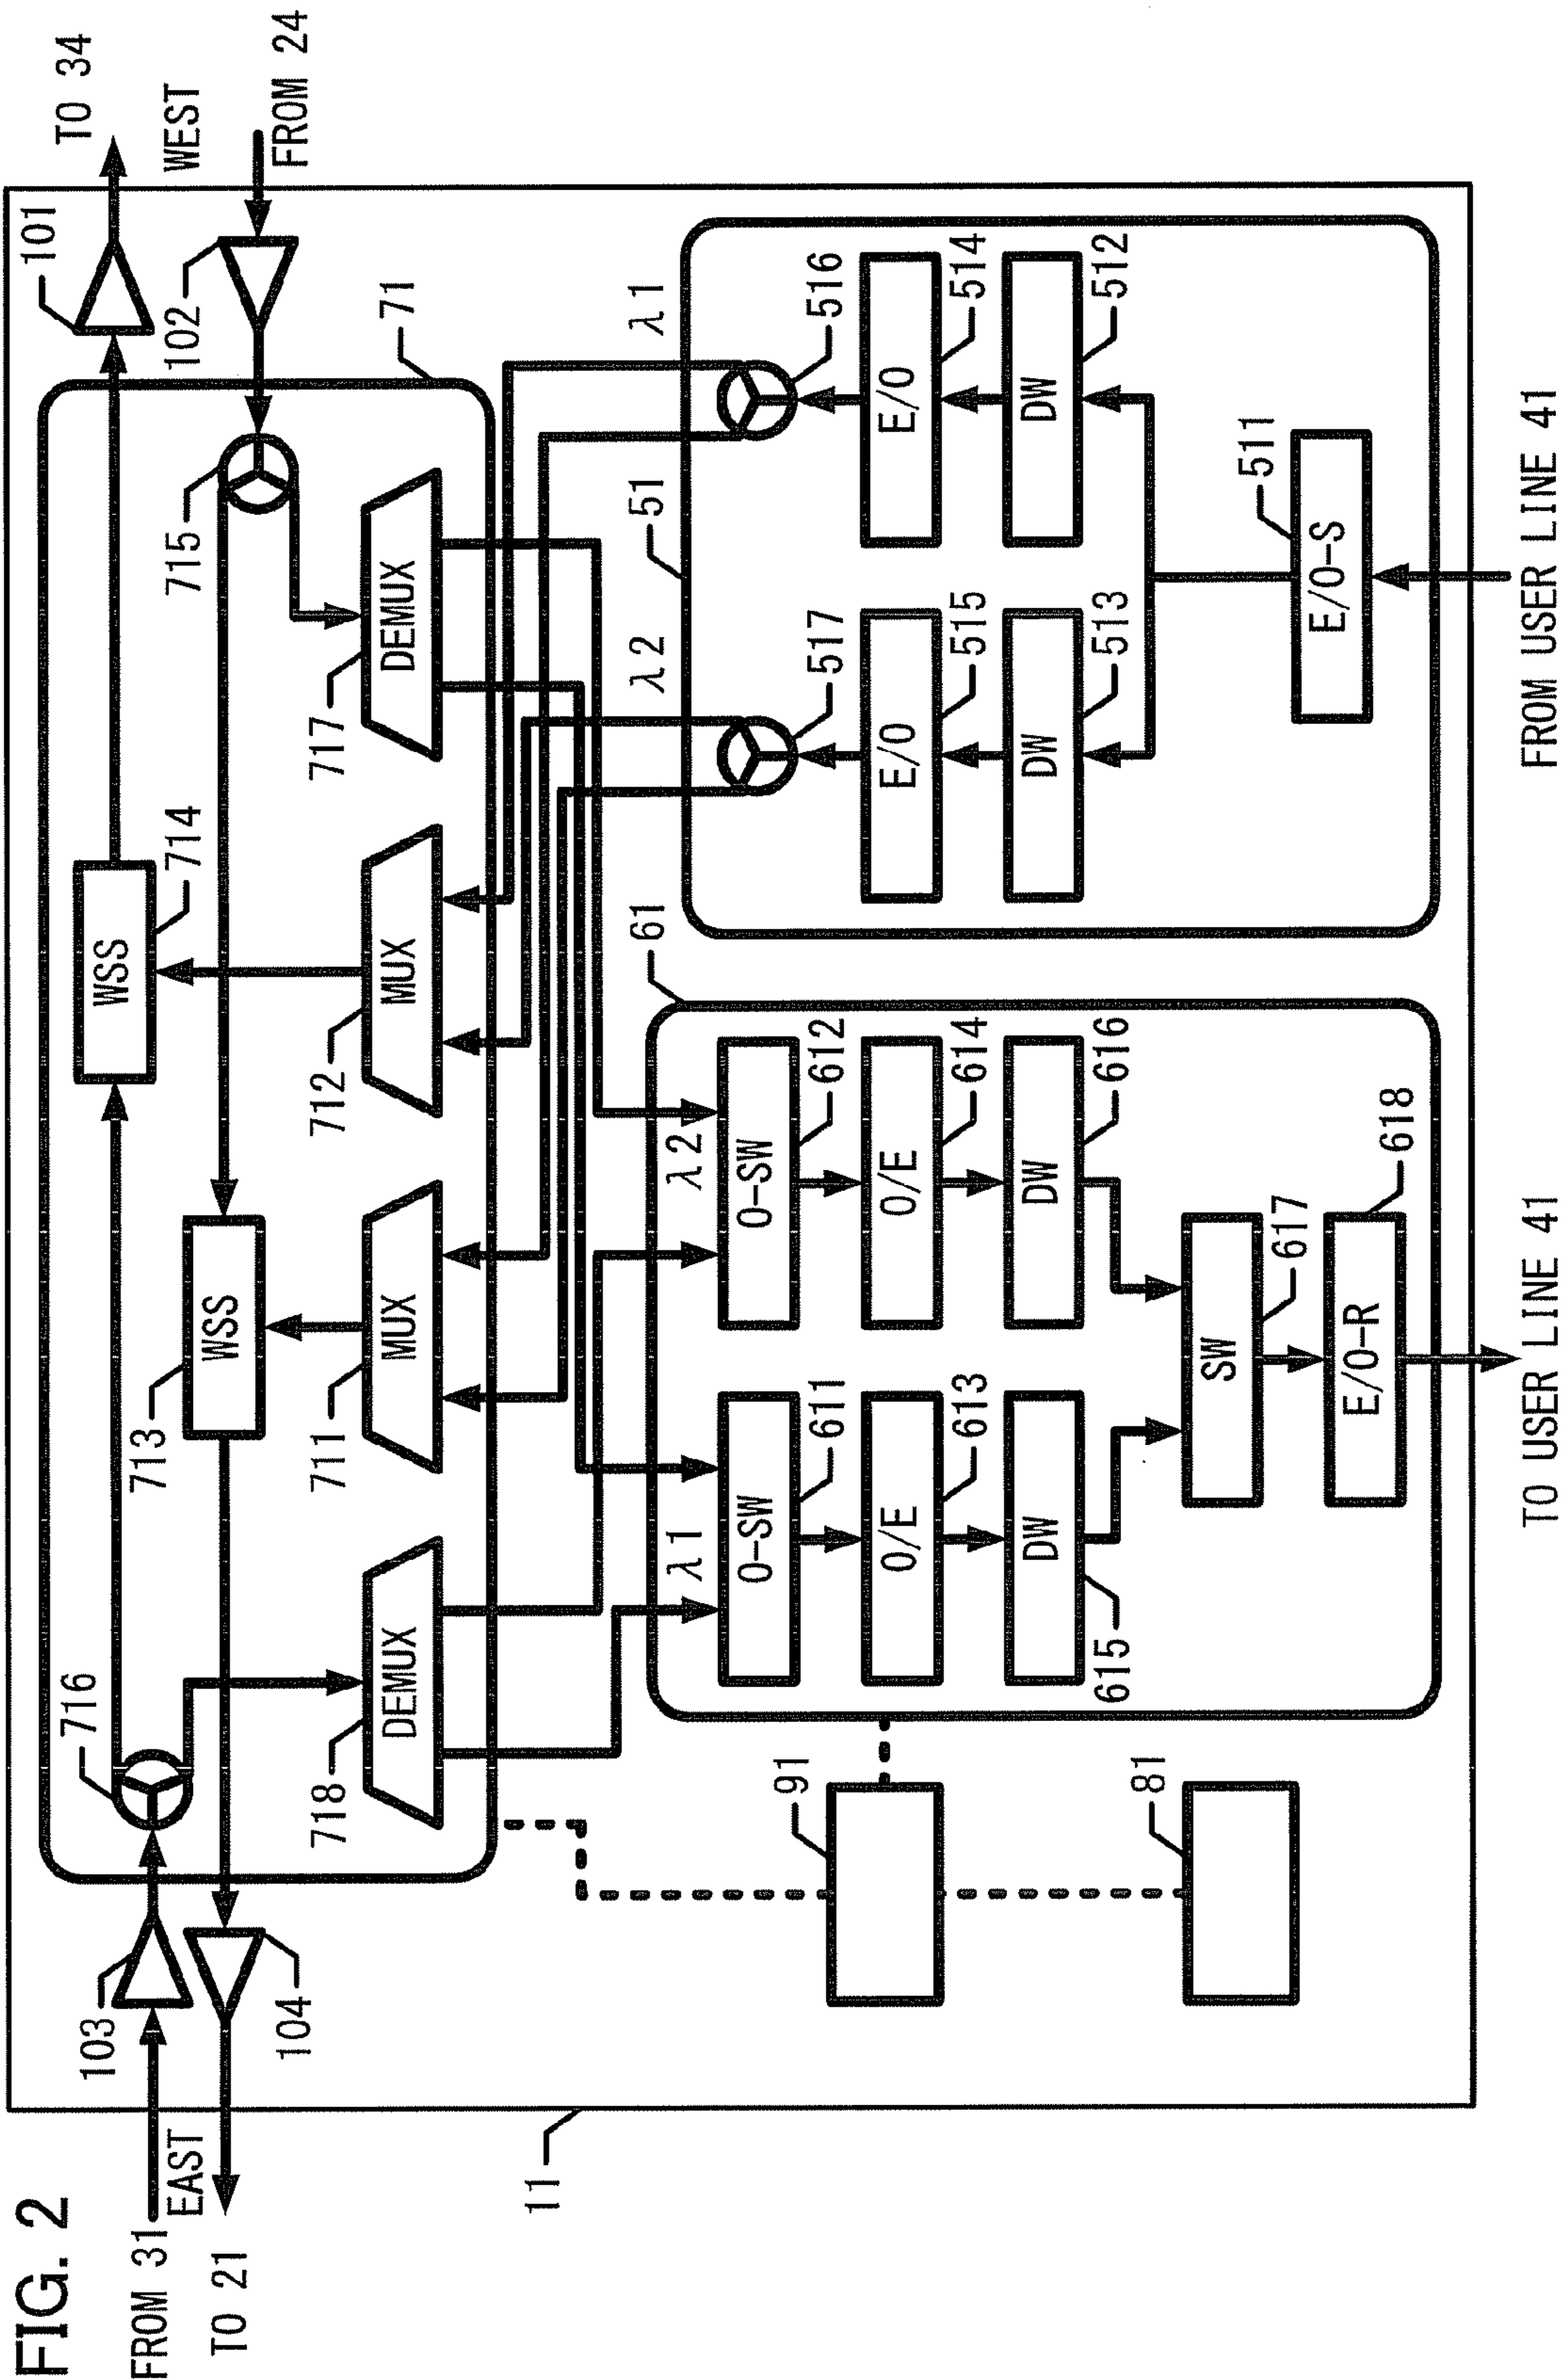 FIG. 2
FROM 31
EAST
TO 21
103
104
11
716
718
DEMUX
713
WSS
711
MUX
714
WSS
712
MUX
715
717
DEMUX
71
101
102
TO 34
WEST
FROM 24
91
81
61
λ1
O-SW
611
O/E
613
DW
615
λ2
O-SW
612
O/E
614
DW
616
SW
617
E/O-R
618
TO USER LINE 41
51
λ2
517
E/O
515
DW
513
λ1
516
E/O
514
DW
512
E/O-S
511
FROM USER LINE 41